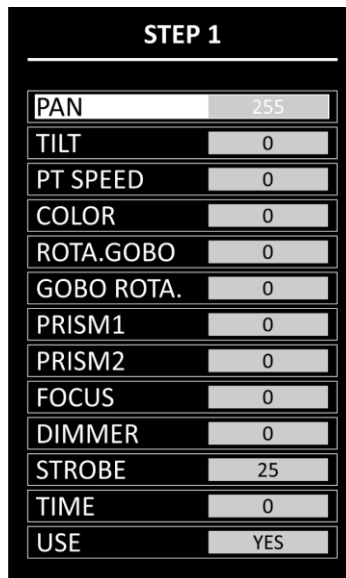 STEP 1
PAN 255
TILT 0
PT SPEED 0
COLOR 0
ROTA.GOBO 0
GOBO ROTA. 0
PRISM1 0
PRISM2 0
FOCUS 0
DIMMER 0
STROBE 25
TIME 0
USE YES